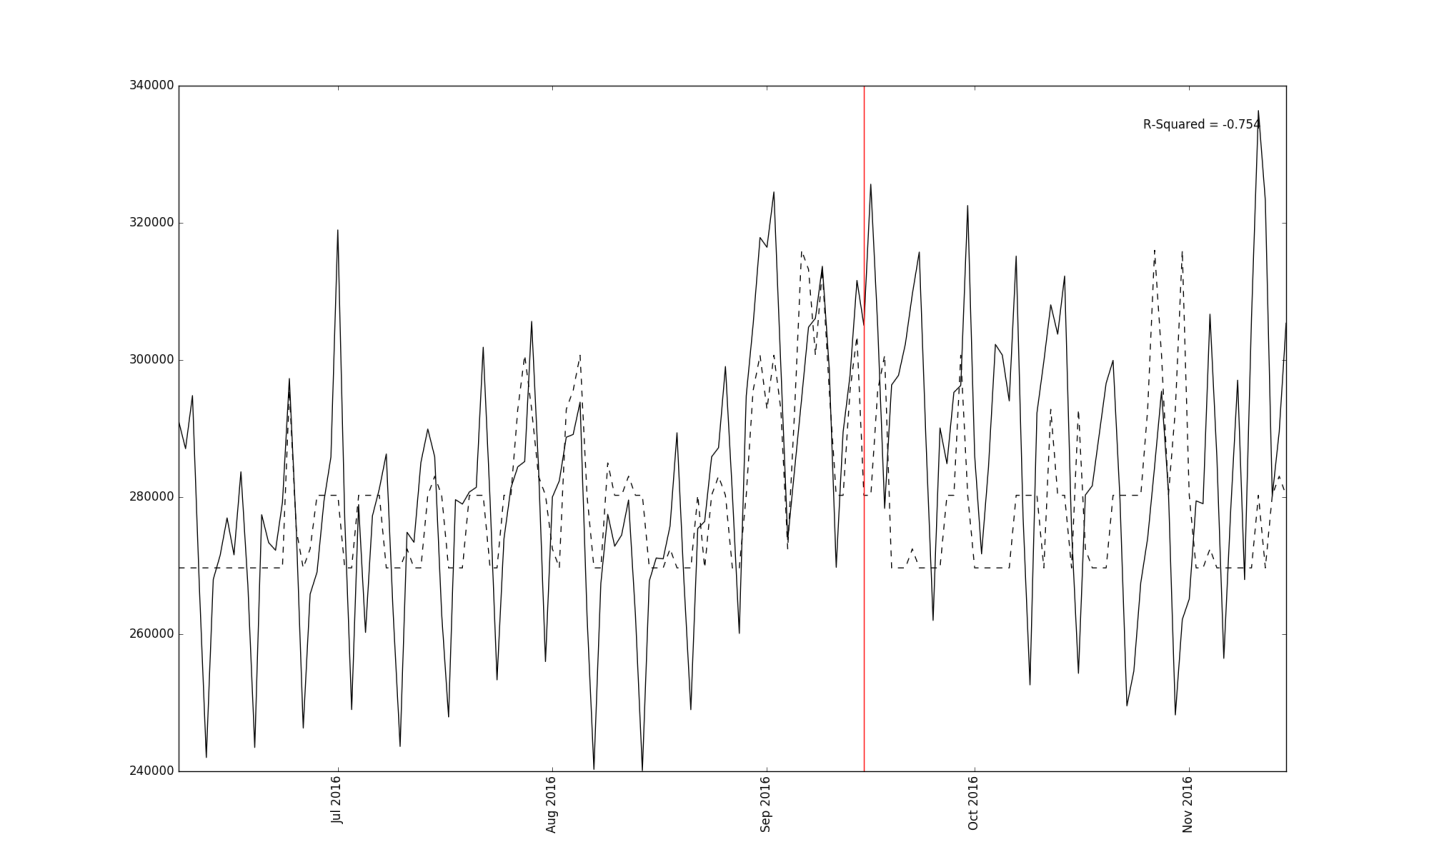 340000
R-Squared = -0.754
320000
300000
280000
260000
240000
Jul 2016
Aug 2016
Sep 2016
Oct 2016
Nov 2016